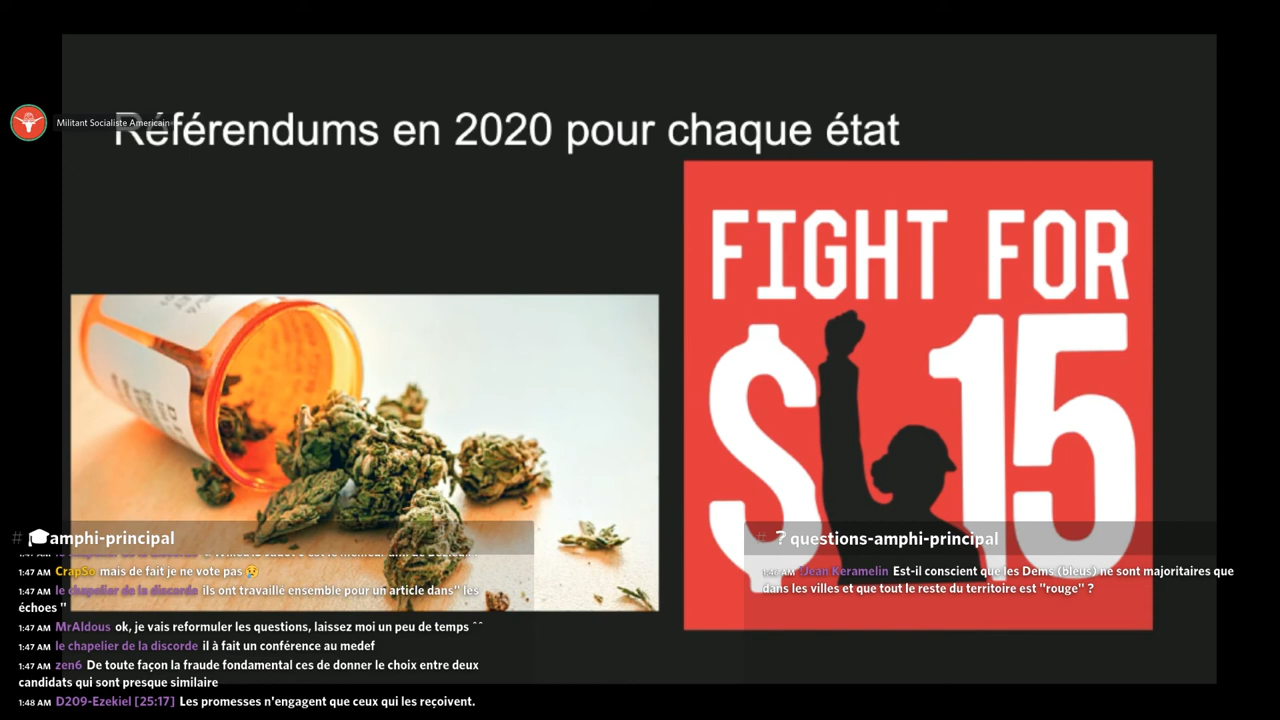 Militant Socialiste Americain
Référendums en 2020 pour chaque état
FIGHT FOR
$15
# 🎓amphi-principal
1:47 AM CrapSo mais de fait je ne vote pas😢
1:47 AM le chapelier de la discorde ils ont travaillé ensemble pour un article dans" les
échoes "
1:47 AM MrAldous ok, je vais reformuler les questions, laissez moi un peu de temps ^^
1:47 AM le chapelier de la discorde il à fait un conférence au medef
1:47 AM zen6 De toute façon la fraude fondamental ces de donner le choix entre deux
candidats qui sont presque similaire
1:48 AM D209-Ezekiel [25:17] Les promesses n'engagent que ceux qui les reçoivent.
# ❔questions-amphi-principal
Jean Keramelin Est-il conscient que les Dems (bleus) ne sont majoritaires que
dans les villes et que tout le reste du territoire est "rouge" ?